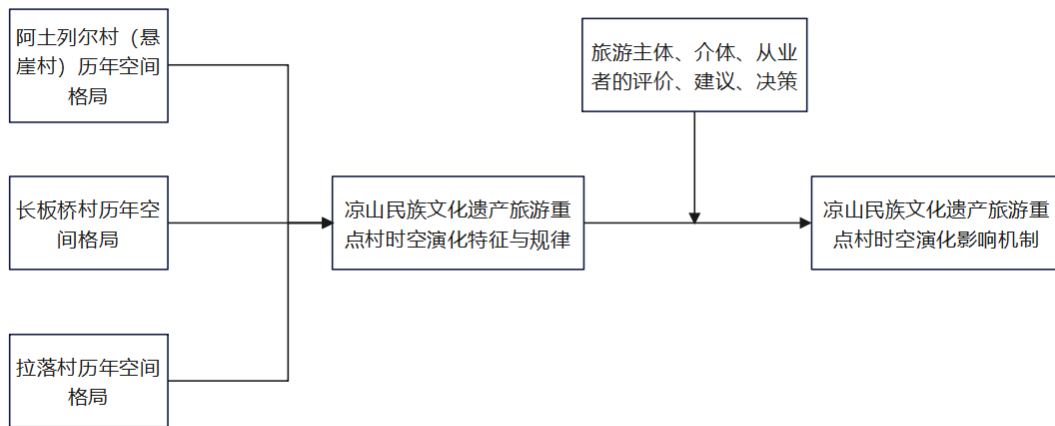 阿土列尔村（悬
崖村）历年空间
格局
旅游主体、介体、从业
者的评价、建议、决策
长板桥村历年空
间格局
凉山民族文化遗产旅游重
点村时空演化特征与规律
凉山民族文化遗产旅游重
点村时空演化影响机制
拉落村历年空间
格局